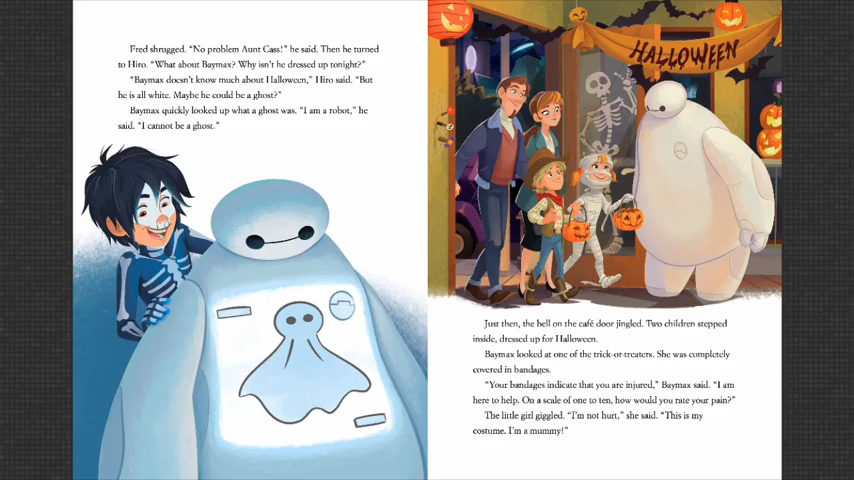 Fred shrugged. “No problem Aunt Cass!” he said. Then he turned
to Hiro. “What about Baymax? Why isn’t he dressed up tonight?”
“Baymax doesn’t know much about Halloween,” Hiro said. “But
he is all white. Maybe he could be a ghost?”
Baymax quickly looked up what a ghost was. “I am a robot,” he
said. “I cannot be a ghost.”
HALLOWEEN
Just then, the bell on the café door jingled. Two children stepped
inside, dressed up for Halloween.
Baymax looked at one of the trick-or-treaters. She was completely
covered in bandages.
“Your bandages indicate that you are injured,” Baymax said. “I am
here to help. On a scale of one to ten, how would you rate your pain?”
The little girl giggled. “I’m not hurt,” she said. “This is my
costume. I’m a mummy!”